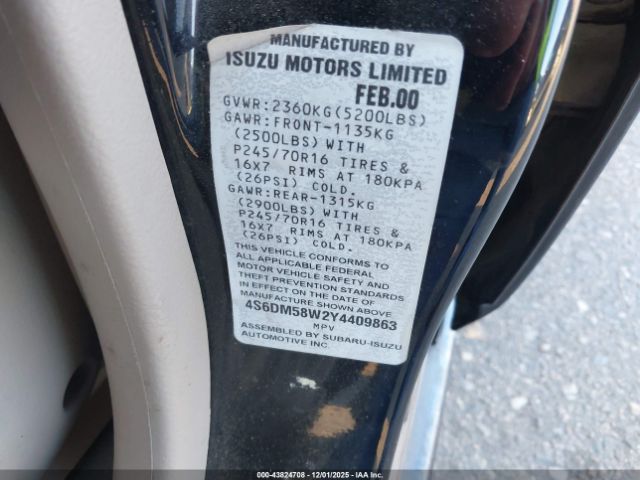 MANUFACTURED BY
ISUZU MOTORS LIMITED
FEB.00
GVWR:2360KG(5200LBS)
GAWR:FRONT-1135KG
(2500LBS)WITH
P245/70R16 TIRES &
16X7 RIMS AT 180KPA
(26PSI) COLD.
GAWR:REAR-1315KG
(2900LBS)WITH
P245/70R16 TIRES &
16X7 RIMS AT 180KPA
(26PSI) COLD.
THIS VEHICLE CONFORMS TO
ALL APPLICABLE FEDERAL
MOTOR VEHICLE SAFETY AND
THEFT PREVENTION STANDARDS
IN EFFECT ON THE DATE OF
MANUFACTURE SHOWN ABOVE
4S6DM58W2Y4409863
MPV
ASSEMBLED BY SUBARU-ISUZU
AUTOMOTIVE INC.
000-43824708 - 12/01/2025 - IAA Inc.